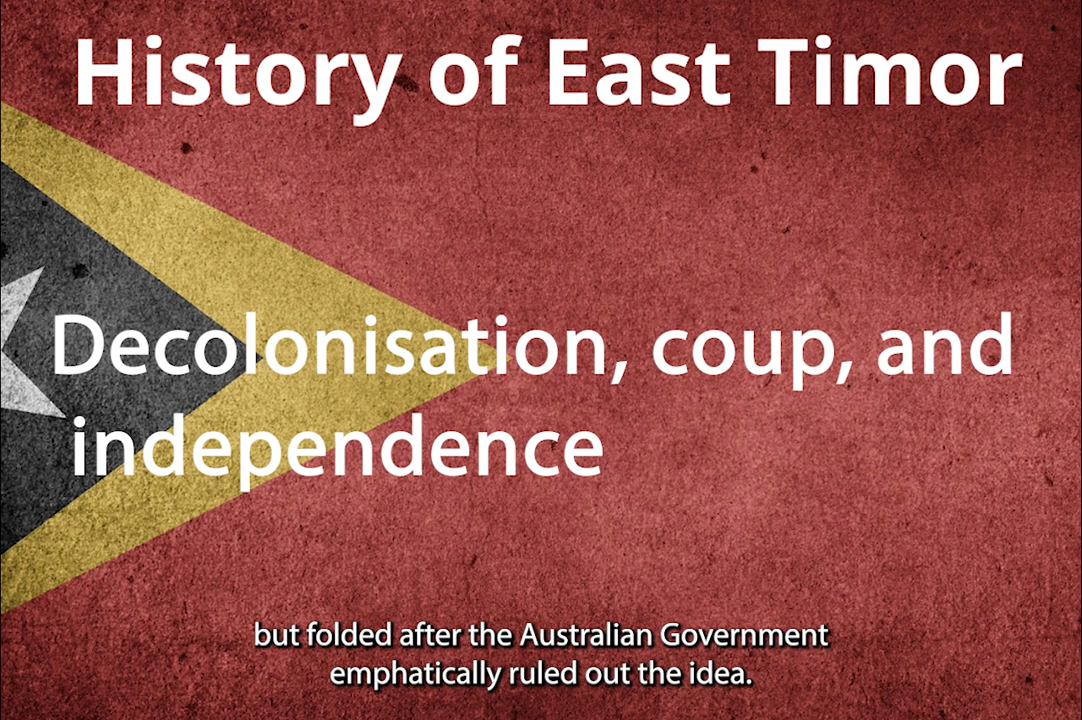 History of East Timor
Decolonisation, coup, and
independence
but folded after the Australian Government
emphatically ruled out the idea.